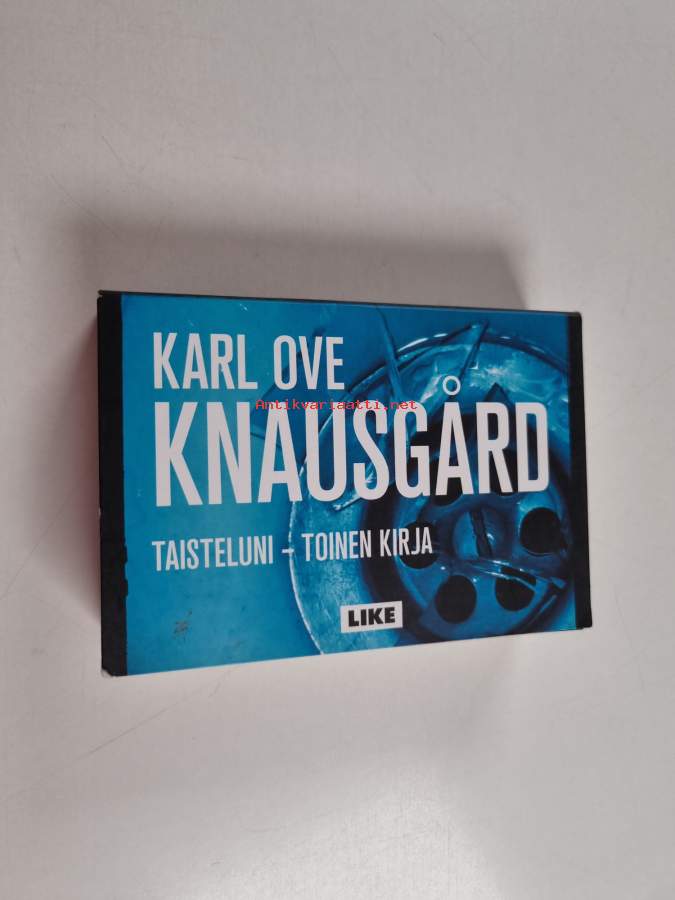 KARL OVE
Antikvariaatti.net
KNAUSGÅRD
TAISTELUNI – TOINEN KIRJA
LIKE